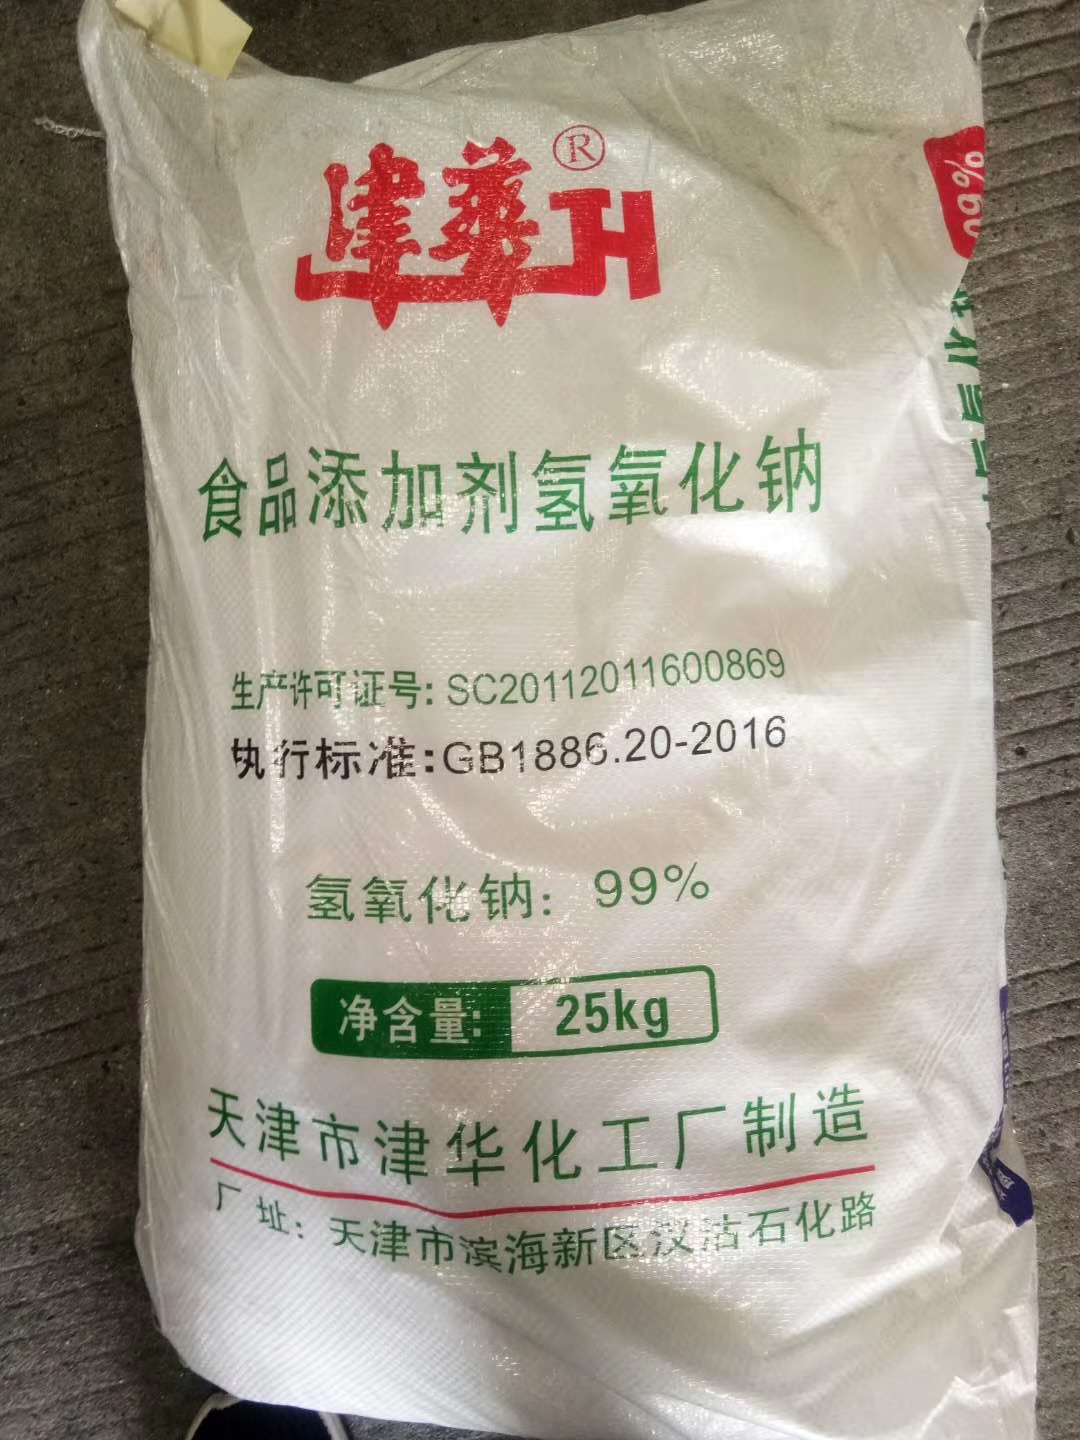 津華®
食品添加剂氢氧化钠
生产许可证号: SC20112011600869
执行标准:GB1886.20-2016
氢氧化钠: 99%
净含量: 25kg
天津市津华化工厂制造
厂址: 天津市滨海新区汉沽石化路